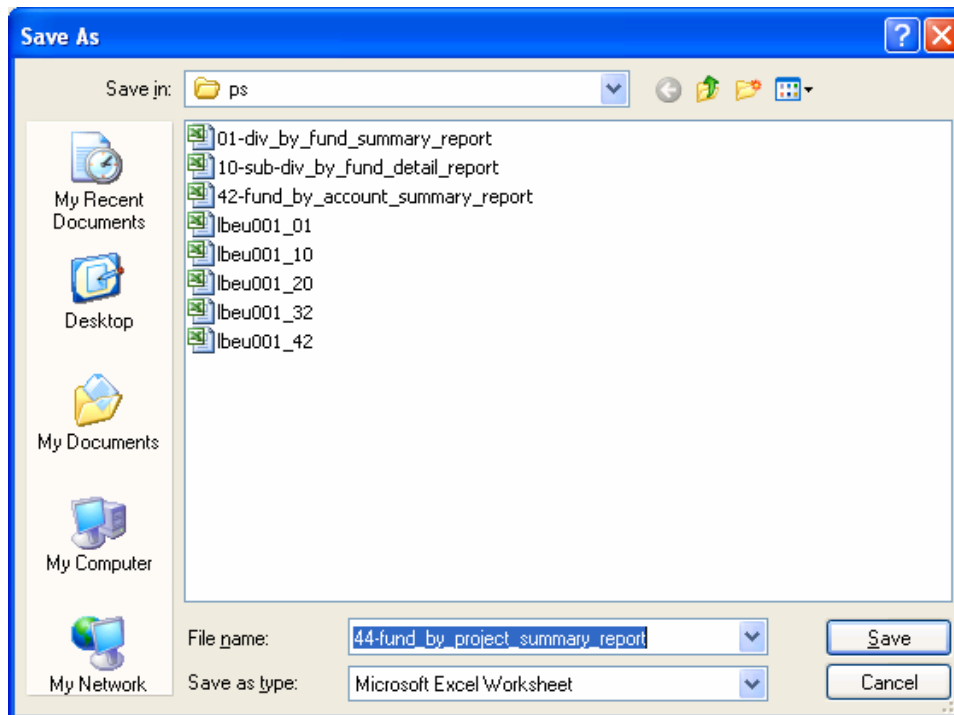 Save As
Save in:
ps
My Recent
Documents
Desktop
My Documents
My Computer
My Network
01-div_by_fund_summary_report
10-sub-div_by_fund_detail_report
42-fund_by_account_summary_report
lbeu001_01
lbeu001_10
lbeu001_20
lbeu001_32
lbeu001_42
File name:
44-fund_by_project_summary_report
Save
Save as type:
Microsoft Excel Worksheet
Cancel